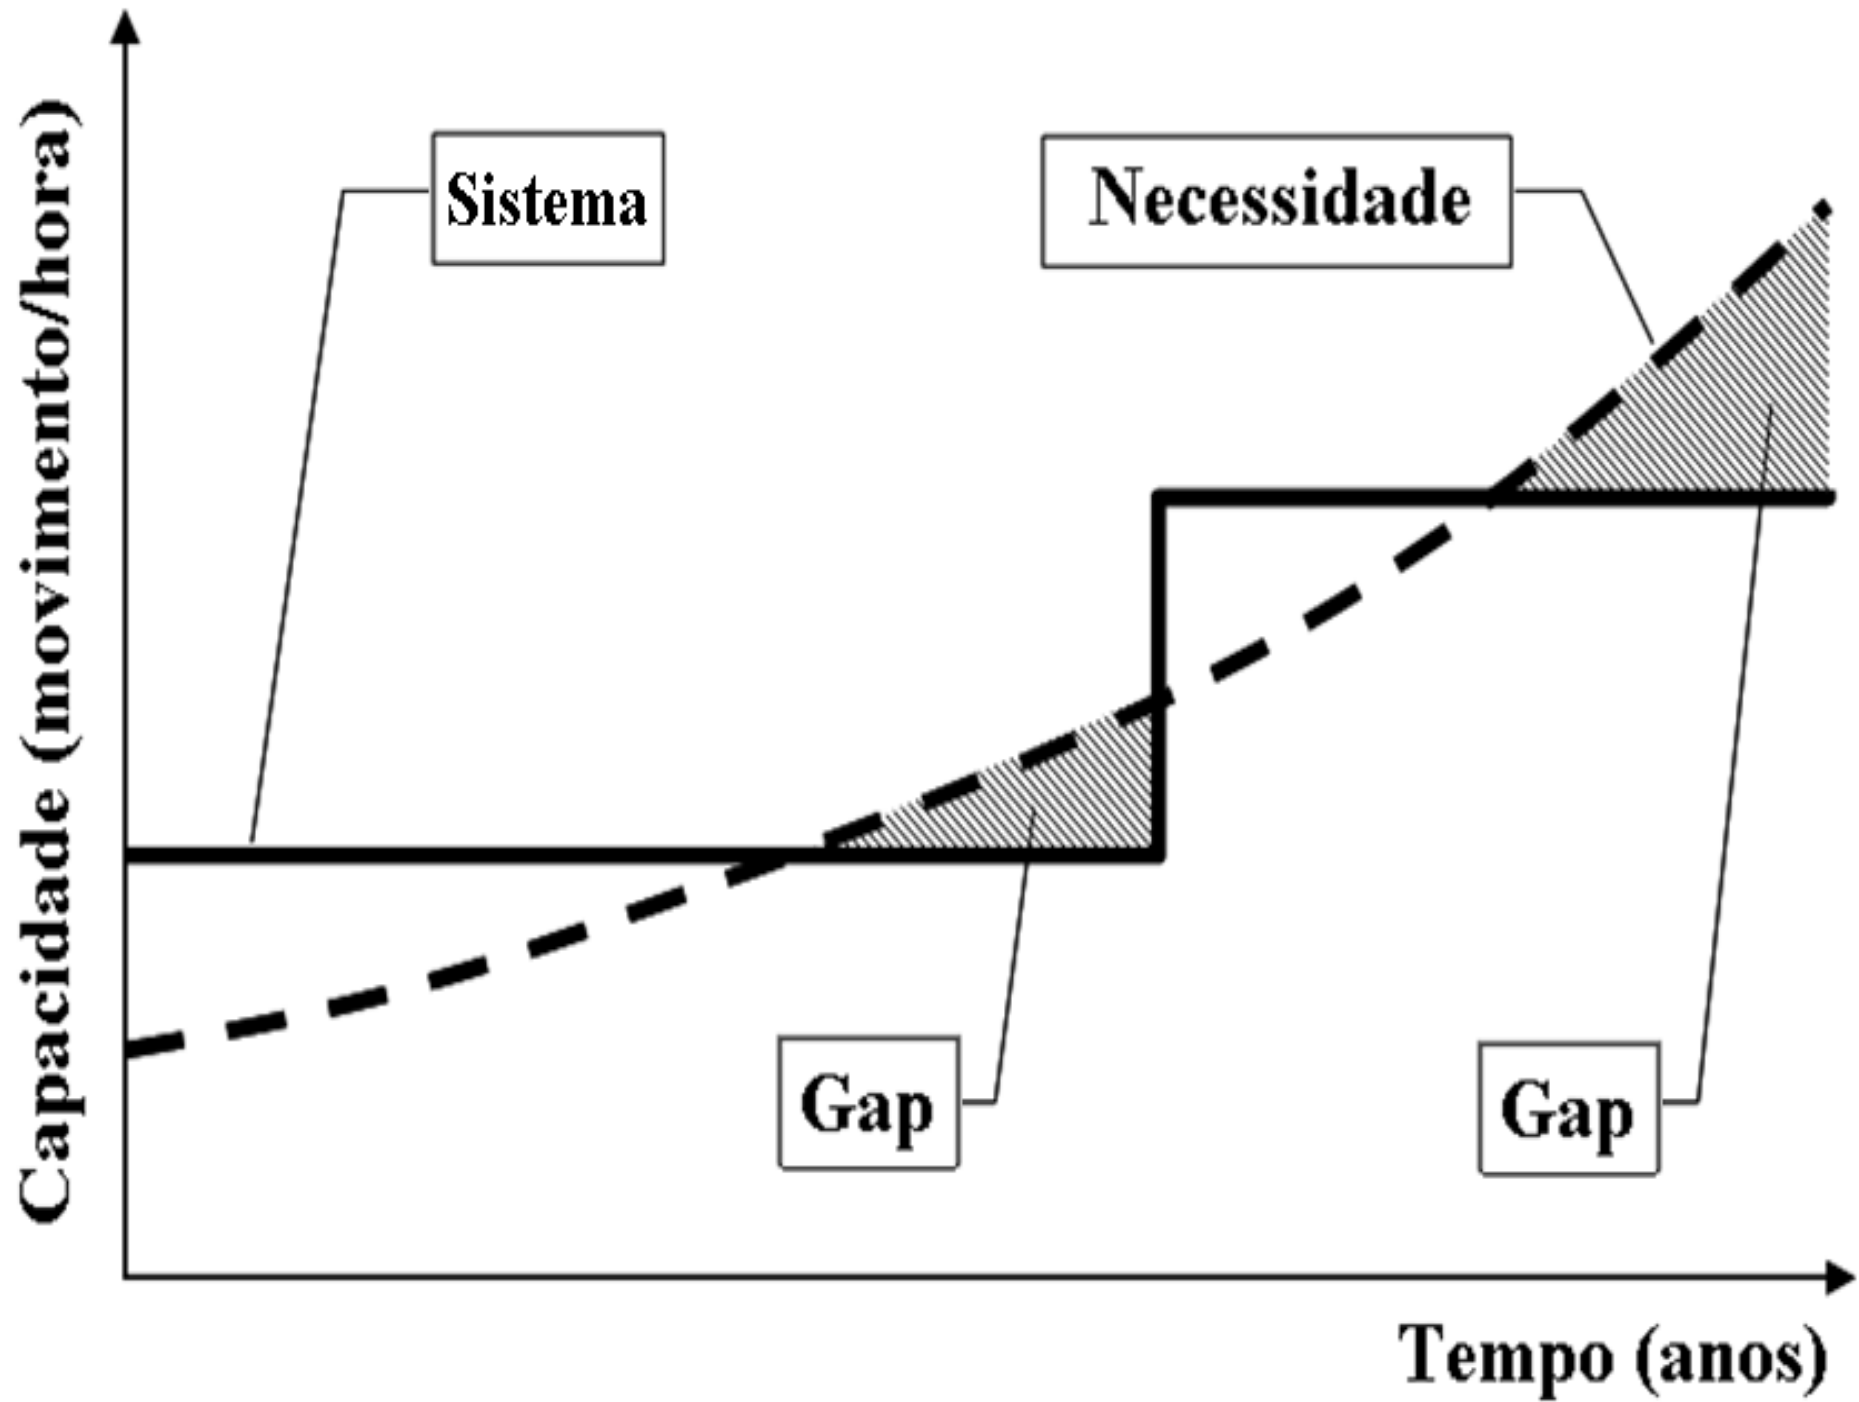 Capacidade (movimento/hora)
Sistema
Necessidade
Gap
Gap
Tempo (anos)